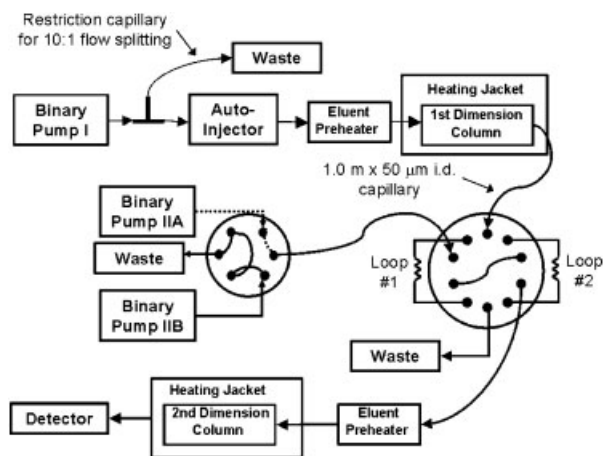 Restriction capillary
for 10:1 flow splitting
Waste
Binary
Pump I
Auto-
Injector
Eluent
Preheater
Heating Jacket
1st Dimension
Column
1.0 m x 50 μm i.d.
capillary
Binary
Pump IIA
Waste
Binary
Pump IIB
Loop
#1
Loop
#2
Waste
Heating Jacket
2nd Dimension
Column
Eluent
Preheater
Detector